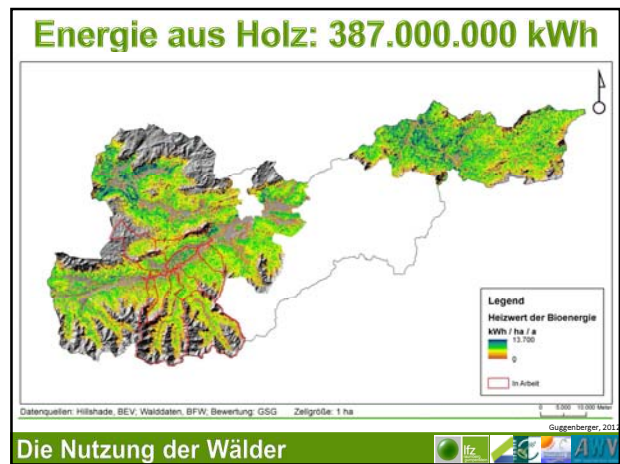 Energie aus Holz: 387.000.000 kWh
Legend
Heizwert der Bioenergie
kWh / ha / a
13.700
0
In Arbeit
0 5.000 10.000 Meter
Datenquellen: Hillshade, BEV; Walddaten, BFW; Bewertung: GSG Zellgröße: 1 ha
Guggenberger, 2012
Die Nutzung der Wälder
lfz
AWV